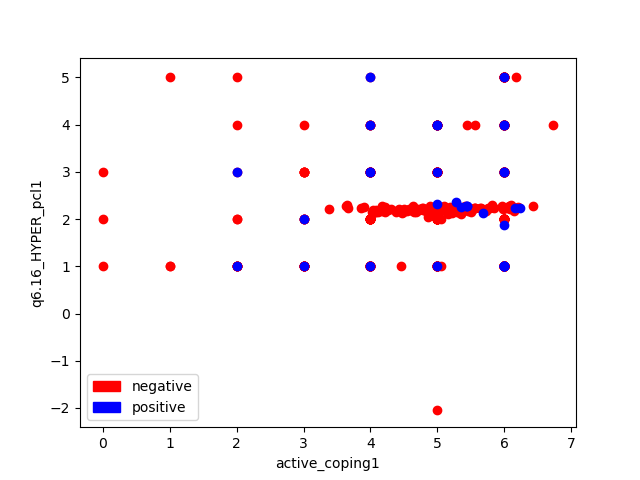 5
4
3
2
1
0
−1
−2
q6.16_HYPER_pcl1
negative
positive
0 1 2 3 4 5 6 7
active_coping1